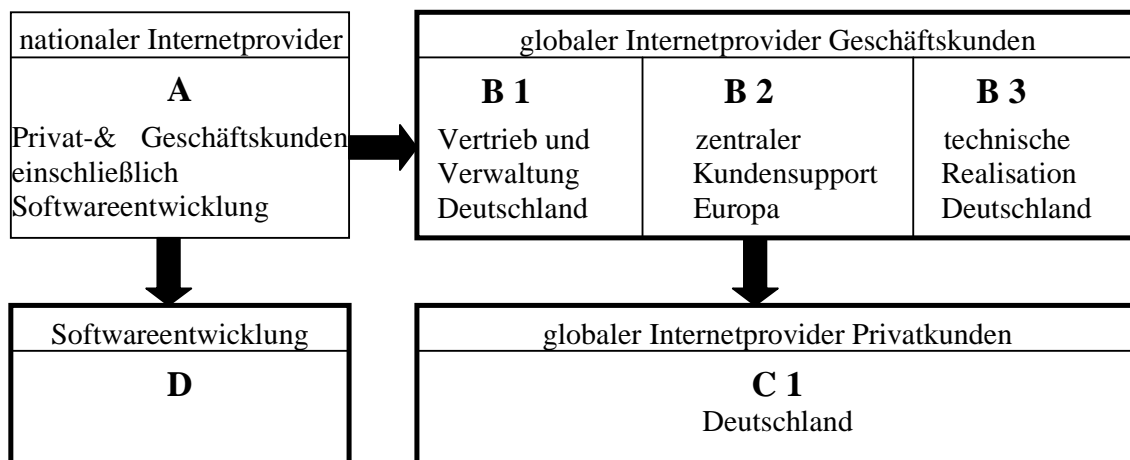 nationaler Internetprovider
A
Privat-& Geschäftskunden
einschließlich
Softwareentwicklung
globaler Internetprovider Geschäftskunden
B 1
Vertrieb und
Verwaltung
Deutschland
B 2
zentraler
Kundensupport
Europa
B 3
technische
Realisation
Deutschland
Softwareentwicklung
D
globaler Internetprovider Privatkunden
C 1
Deutschland